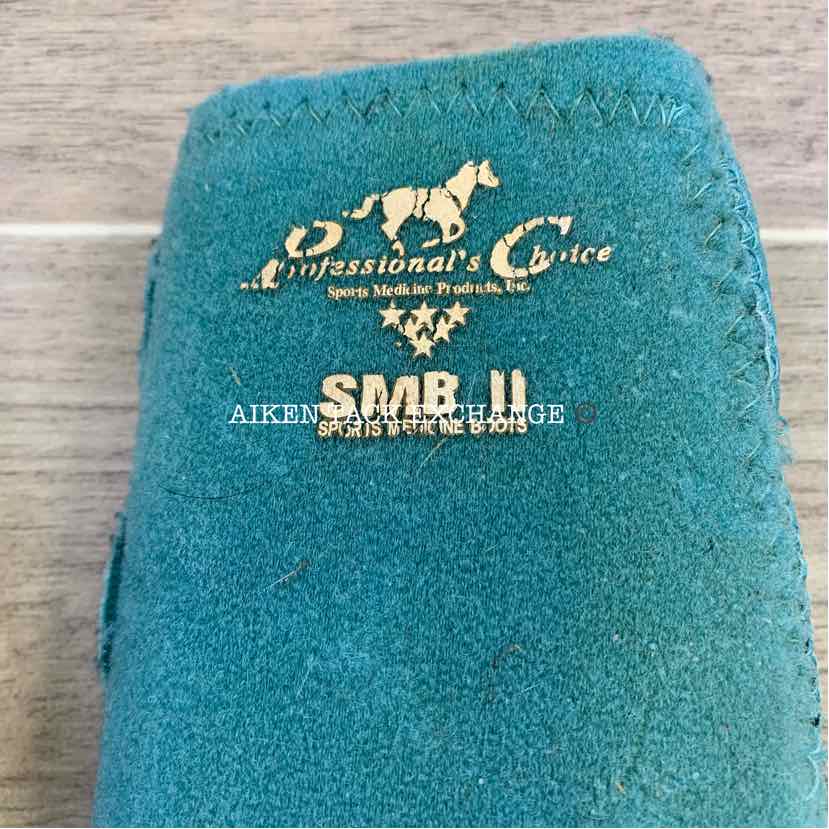 Professional's Choice
Sports Medicine Products, Inc.
SMB II
AIKEN TACK EXCHANGE
SPORTS MEDICINE BOOTS